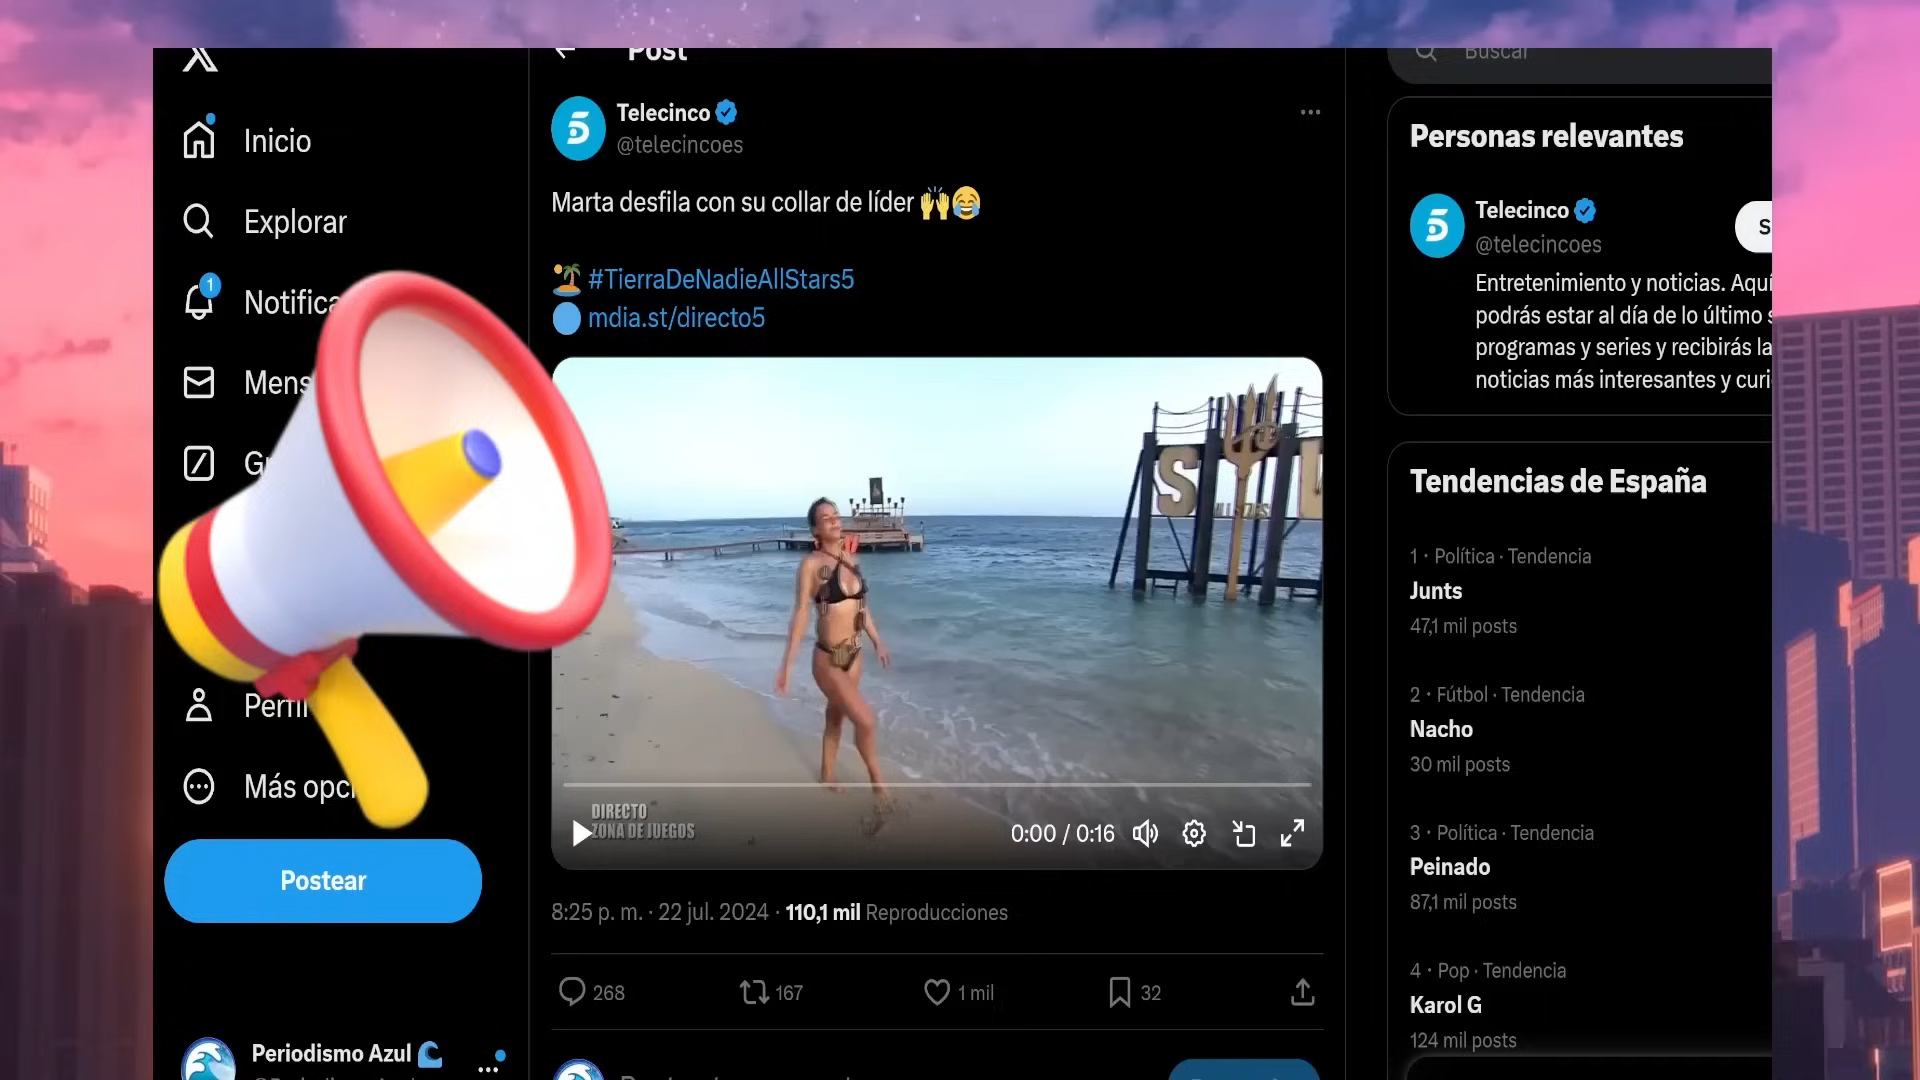 Post
Buscar
Inicio
Explorar
1
Notifica
Mens
G
Perfil
Más opci
Postear
Periodismo Azul
Telecinco
@telecincoes
Marta desfila con su collar de líder 🙌😂
🏝️ #TierraDeNadieAllStars5
🔵 mdia.st/directo5
DIRECTO
ZONA DE JUEGOS
0:00 / 0:16
8:25 p. m. · 22 jul. 2024 · 110,1 mil Reproducciones
268
167
1 mil
32
Personas relevantes
Telecinco
@telecincoes
S
Entretenimiento y noticias. Aquí
podrás estar al día de lo último s
programas y series y recibirás la
noticias más interesantes y curi
Tendencias de España
1 · Política · Tendencia
Junts
47,1 mil posts
2 · Fútbol · Tendencia
Nacho
30 mil posts
3 · Política · Tendencia
Peinado
87,1 mil posts
4 · Pop · Tendencia
Karol G
124 mil posts